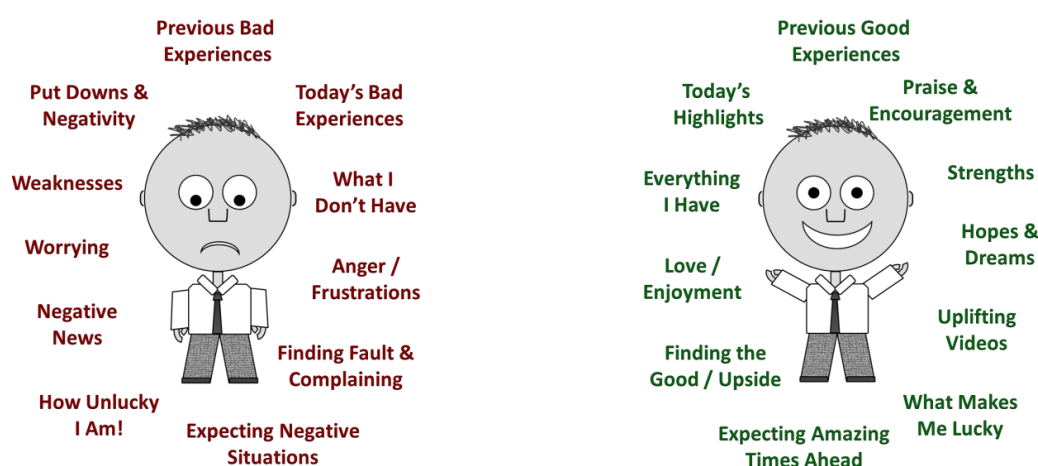 Previous Bad
Experiences
Put Downs &
Negativity
Today's Bad
Experiences
Weaknesses
What I
Don't Have
Worrying
Anger /
Frustrations
Negative
News
Finding Fault &
Complaining
How Unlucky
I Am!
Expecting Negative
Situations
Previous Good
Experiences
Today's
Highlights
Praise &
Encouragement
Everything
I Have
Strengths
Love /
Enjoyment
Hopes &
Dreams
Finding the
Good / Upside
Uplifting
Videos
What Makes
Me Lucky
Expecting Amazing
Times Ahead